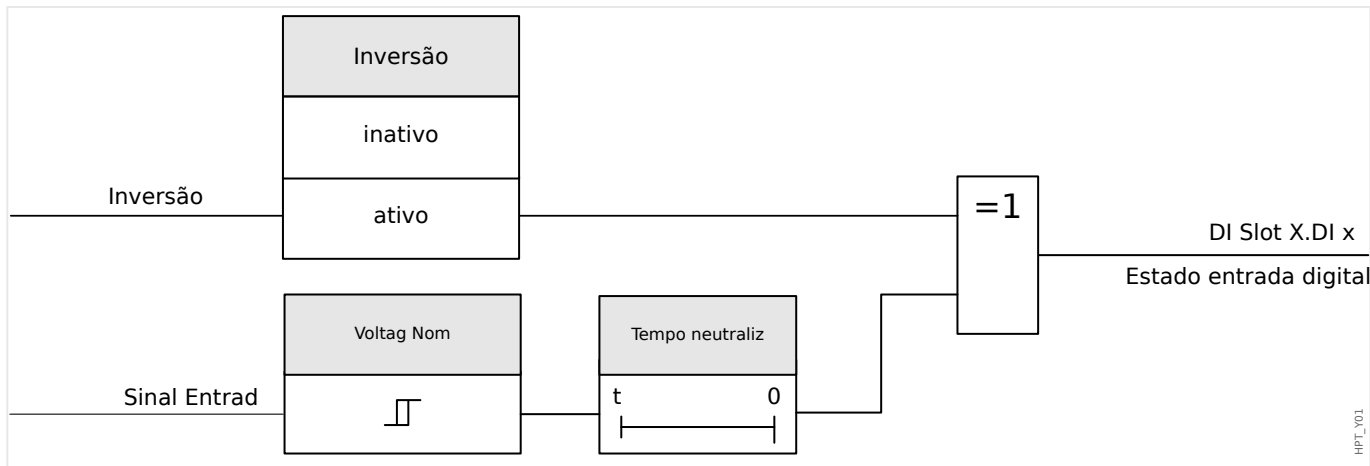 Inversão
inativo
Inversão
ativo
=1
DI Slot X.DI x
Estado entrada digital
Voltag Nom
Tempo neutraliz
Sinal Entrad
t 0
HPT_Y01